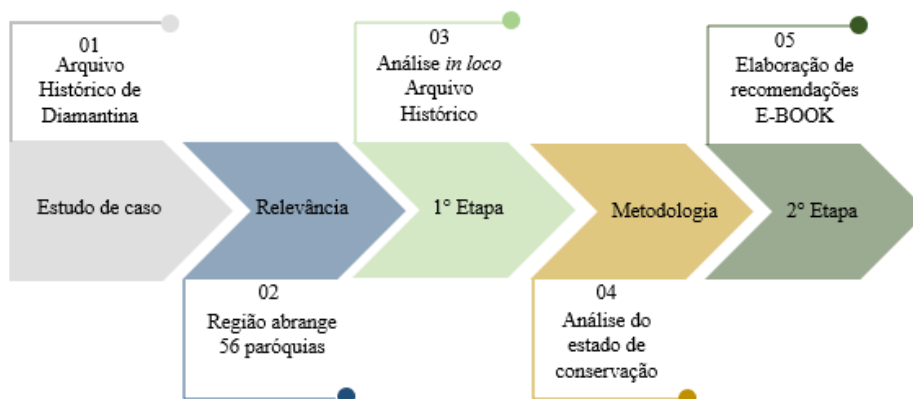 01
Arquivo
Histórico de
Diamantina
Estudo de caso
Relevância
02
Região abrange
56 paróquias
03
Análise in loco
Arquivo
Histórico
1° Etapa
Metodologia
04
Análise do
estado de
conservação
05
Elaboração de
recomendações
E-BOOK
2° Etapa